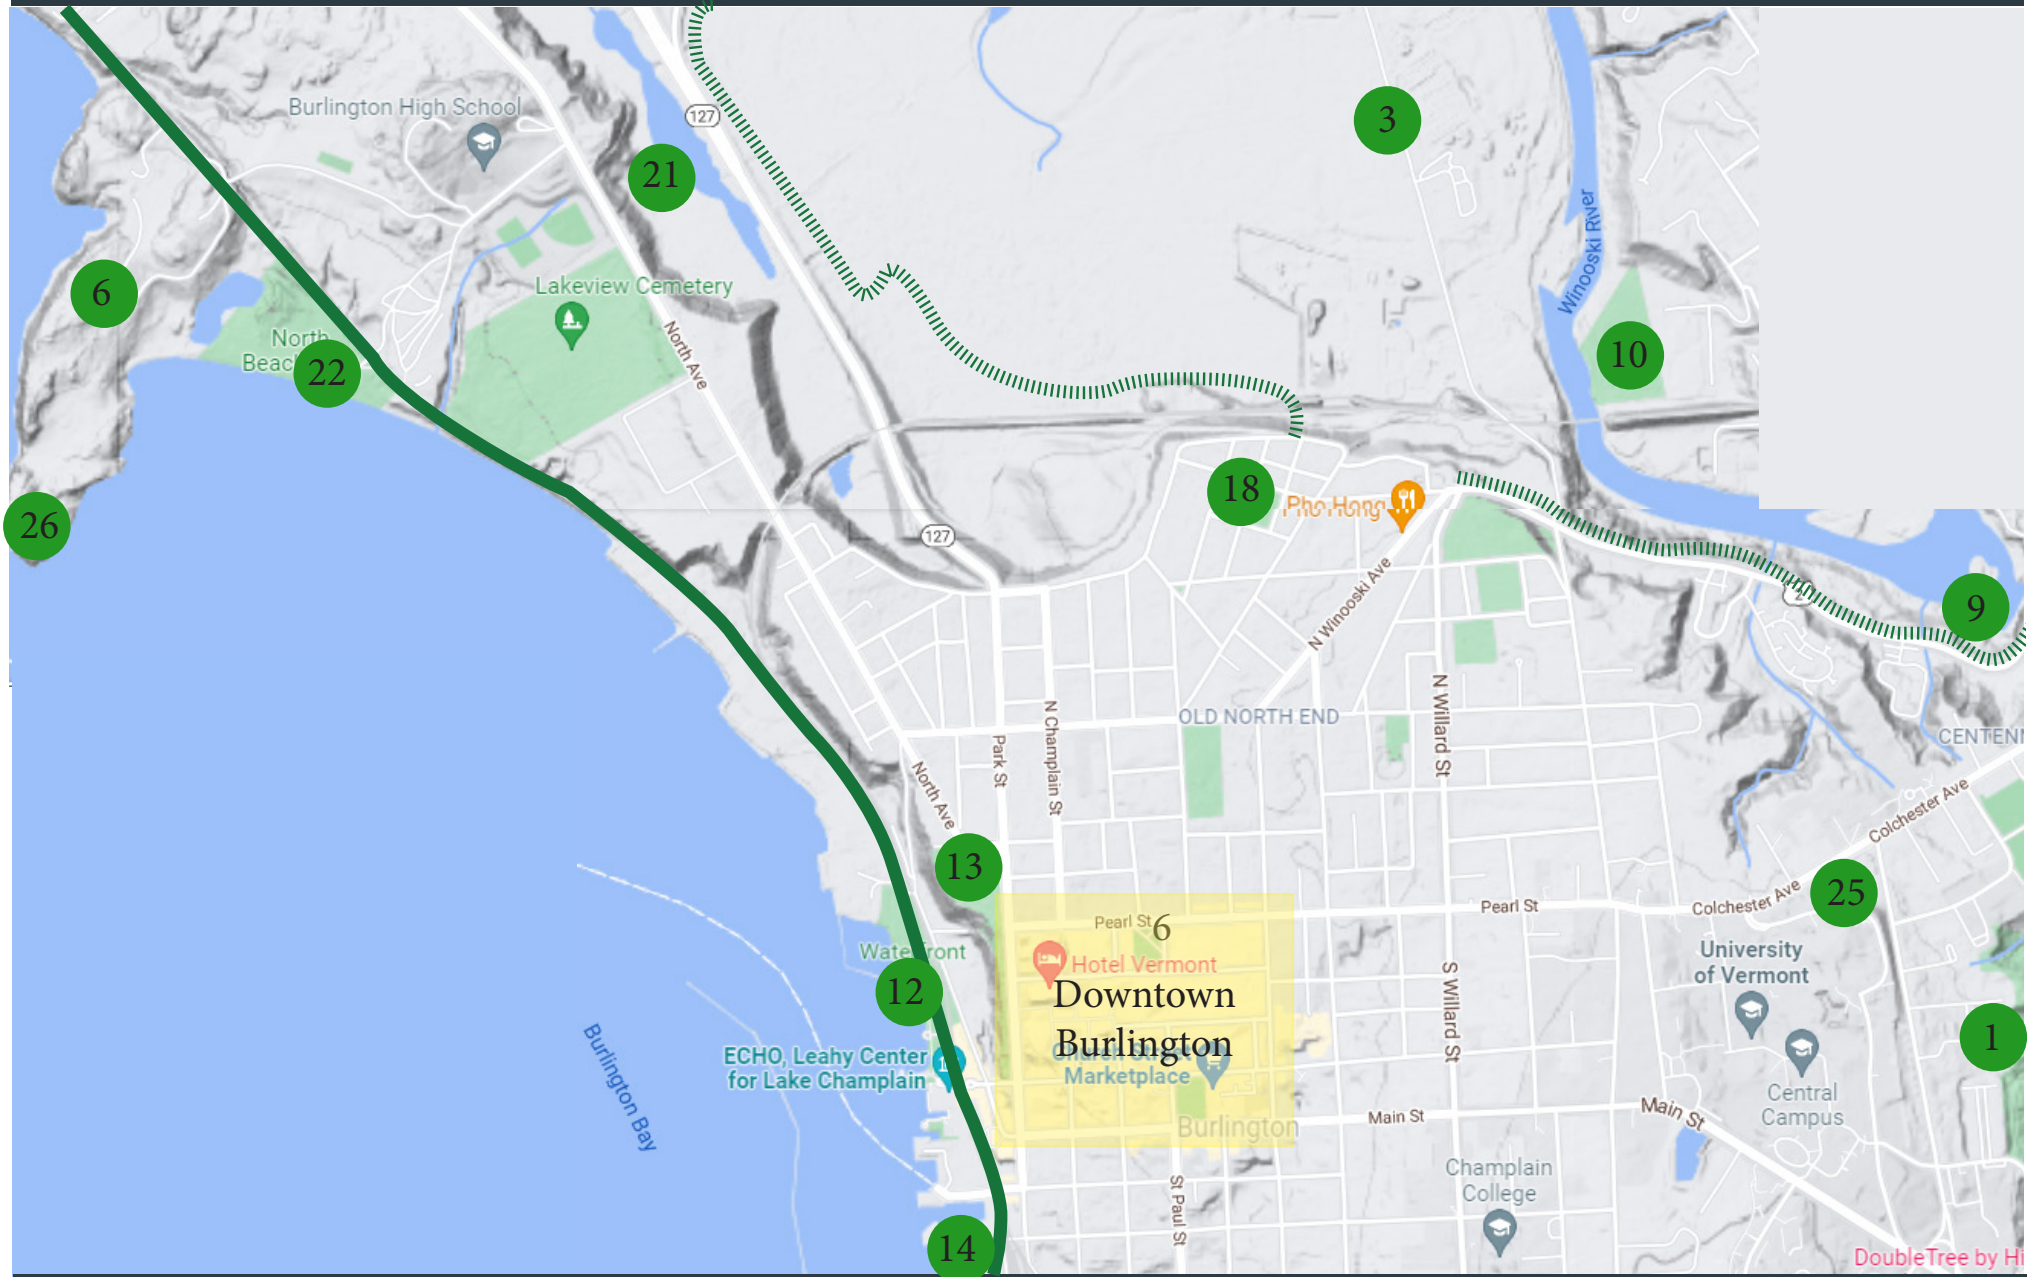 Burlington High School
127
3
21
Winooski River
6
Lakeview Cemetery
North
Beac
22
North Ave
10
26
18
Pho Hong
127
N Winooski Ave
2
9
OLD NORTH END
N Willard St
N Champlain St
Park St
North Ave
CENTENN
Colchester Ave
13
25
Pearl St
6
Pearl St
Colchester Ave
Waterfront
Hotel Vermont
University
of Vermont
12
Downtown
Burlington
S Willard St
1
ECHO, Leahy Center
for Lake Champlain
Church Street
Marketplace
Burlington Bay
Central
Campus
Burlington
Main St
Main St
Champlain
College
St Paul St
14
DoubleTree by Hi